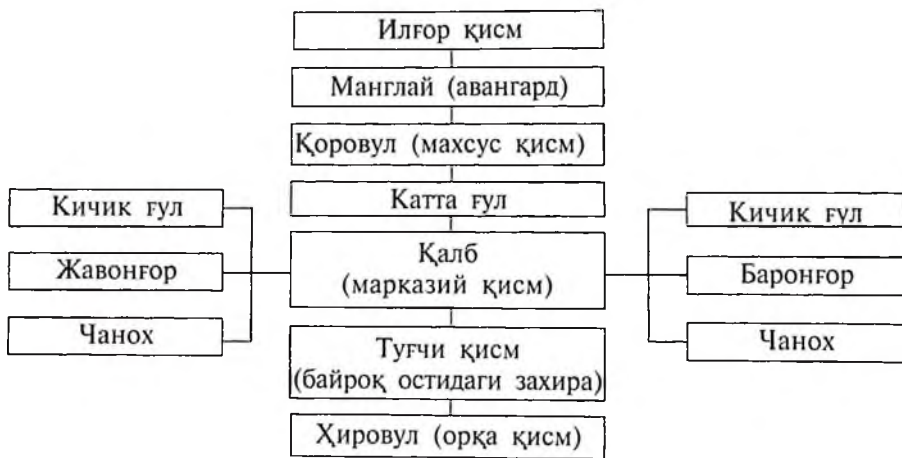 Илғор қисм
Манглай (авангард)
Қоровул (махсус қисм)
Катта ғул
Кичик ғул
Жавонғор
Чанох
Қалб
(марказий қисм)
Кичик ғул
Баронғор
Чанох
Туғчи қисм
(байроқ остидаги захира)
Ҳировул (орқа қисм)